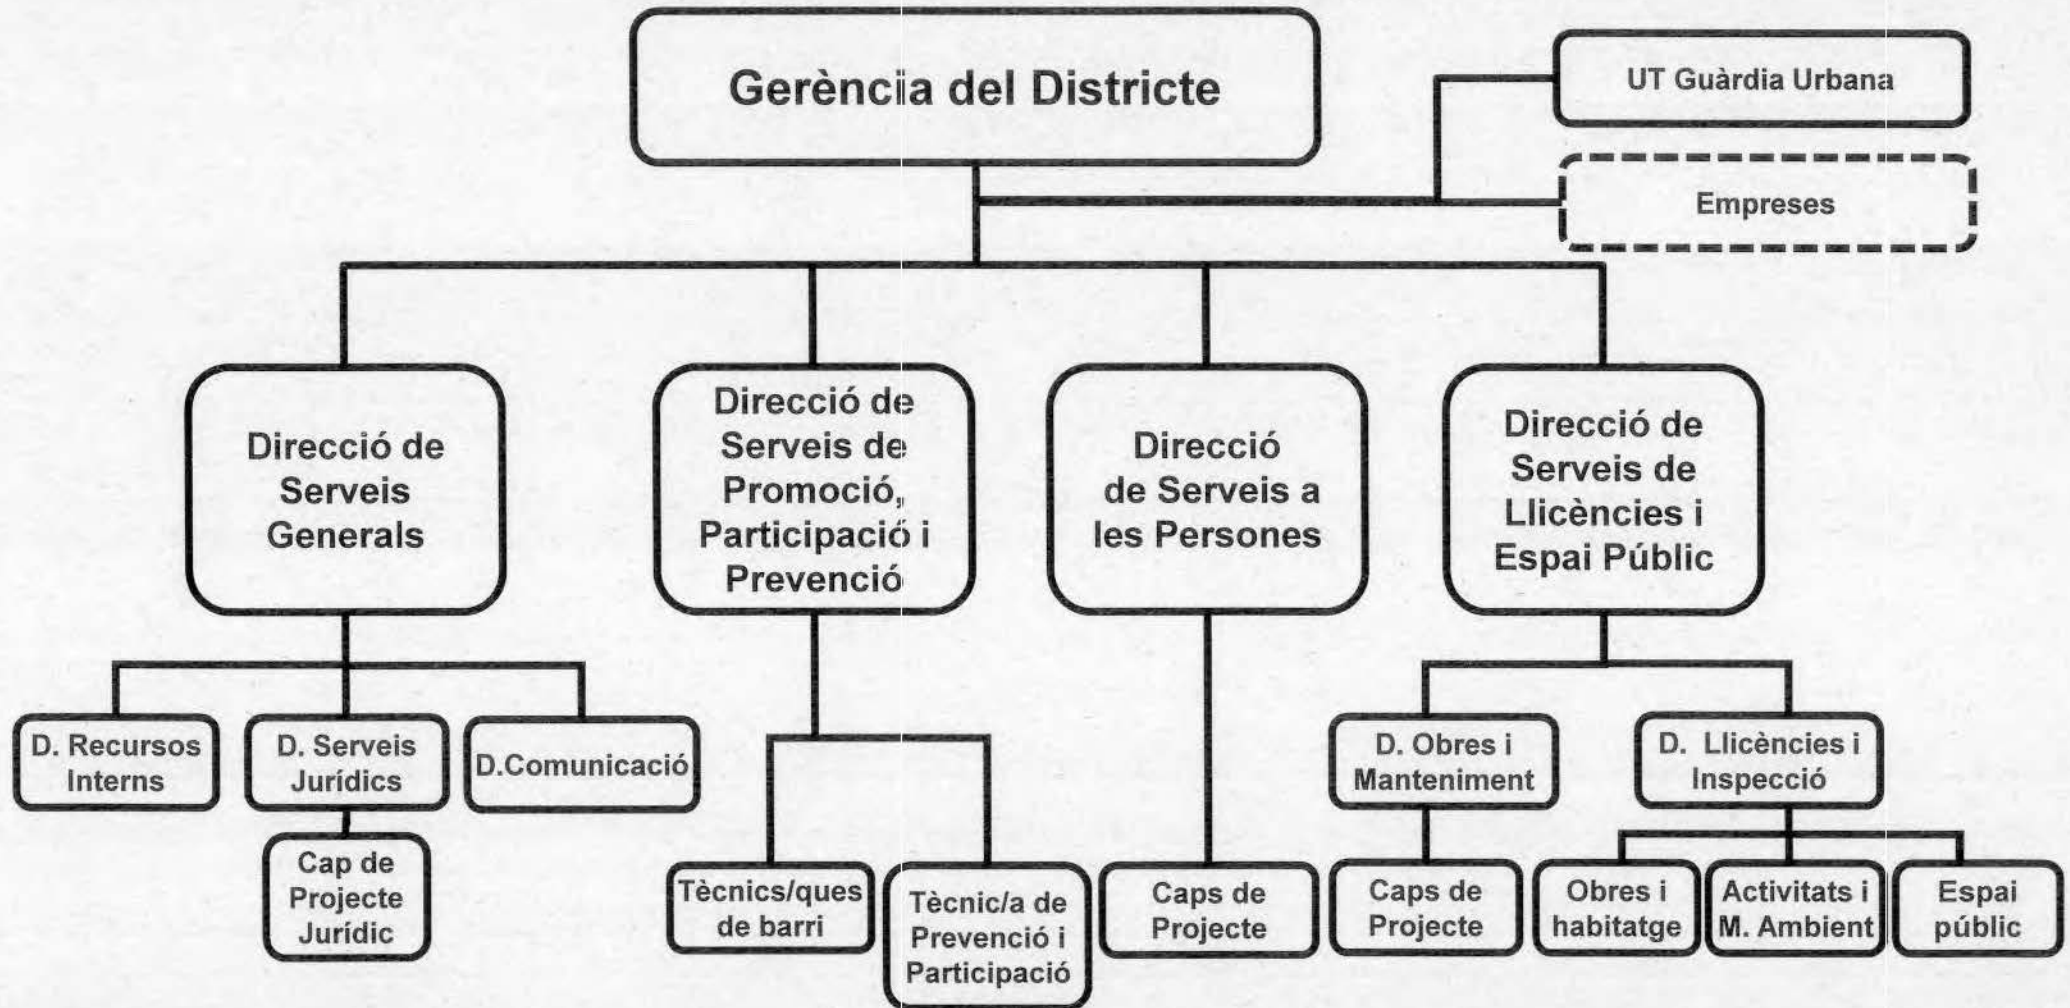 Gerència del Districte
UT Guàrdia Urbana
Empreses
Direcció de
Serveis
Generals
Direcció de
Serveis de
Promoció,
Participació i
Prevenció
Direcció
de Serveis a
les Persones
Direcció de
Serveis de
Llicències i
Espai Públic
D. Recursos
Interns
D. Serveis
Jurídics
D.Comunicació
D. Obres i
Manteniment
D. Llicències i
Inspecció
Cap de
Projecte
Jurídic
Tècnics/ques
de barri
Tècnic/a de
Prevenció i
Participació
Caps de
Projecte
Caps de
Projecte
Obres i
habitatge
Activitats i
M. Ambient
Espai
públic